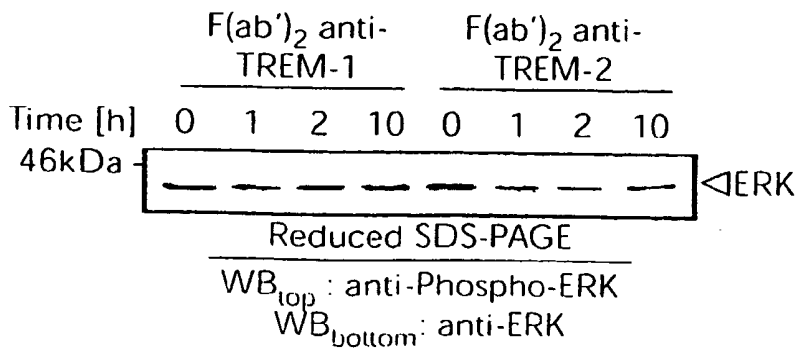 F(ab')₂ anti- F(ab')₂ anti-
TREM-1 TREM-2
Time [h] 0 1 2 10 0 1 2 10
46kDa
◁ERK
Reduced SDS-PAGE
WBtop : anti-Phospho-ERK
WBbottom: anti-ERK